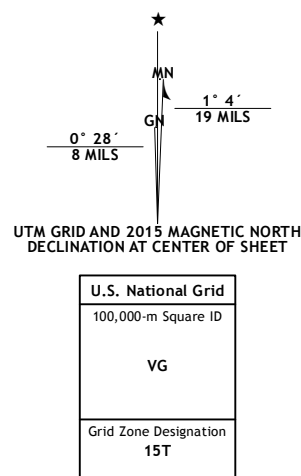 ★
MN
1° 4´
19 MILS
GN
0° 28´
8 MILS
UTM GRID AND 2015 MAGNETIC NORTH
DECLINATION AT CENTER OF SHEET
U.S. National Grid
100,000-m Square ID
VG
Grid Zone Designation
15T